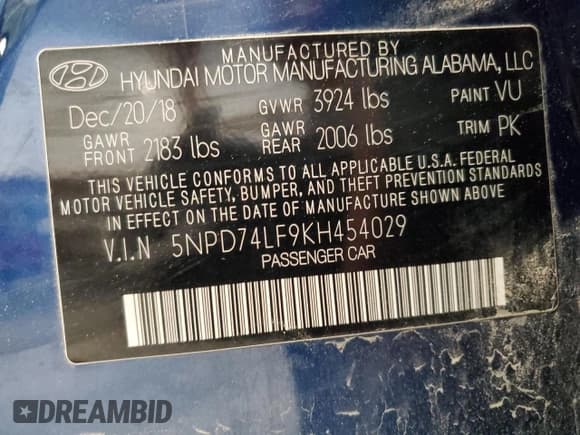 MANUFACTURED BY
HYUNDAI MOTOR MANUFACTURING ALABAMA, LLC
Dec/20/18 GVWR 3924 lbs PAINT VU
GAWR FRONT 2183 lbs GAWR REAR 2006 lbs TRIM PK
THIS VEHICLE CONFORMS TO ALL APPLICABLE U.S.A. FEDERAL
MOTOR VEHICLE SAFETY, BUMPER, AND THEFT PREVENTION STANDARDS
IN EFFECT ON THE DATE OF MANUFACTURE SHOWN ABOVE
V.I.N 5NPD74LF9KH454029
PASSENGER CAR
DREAMBID